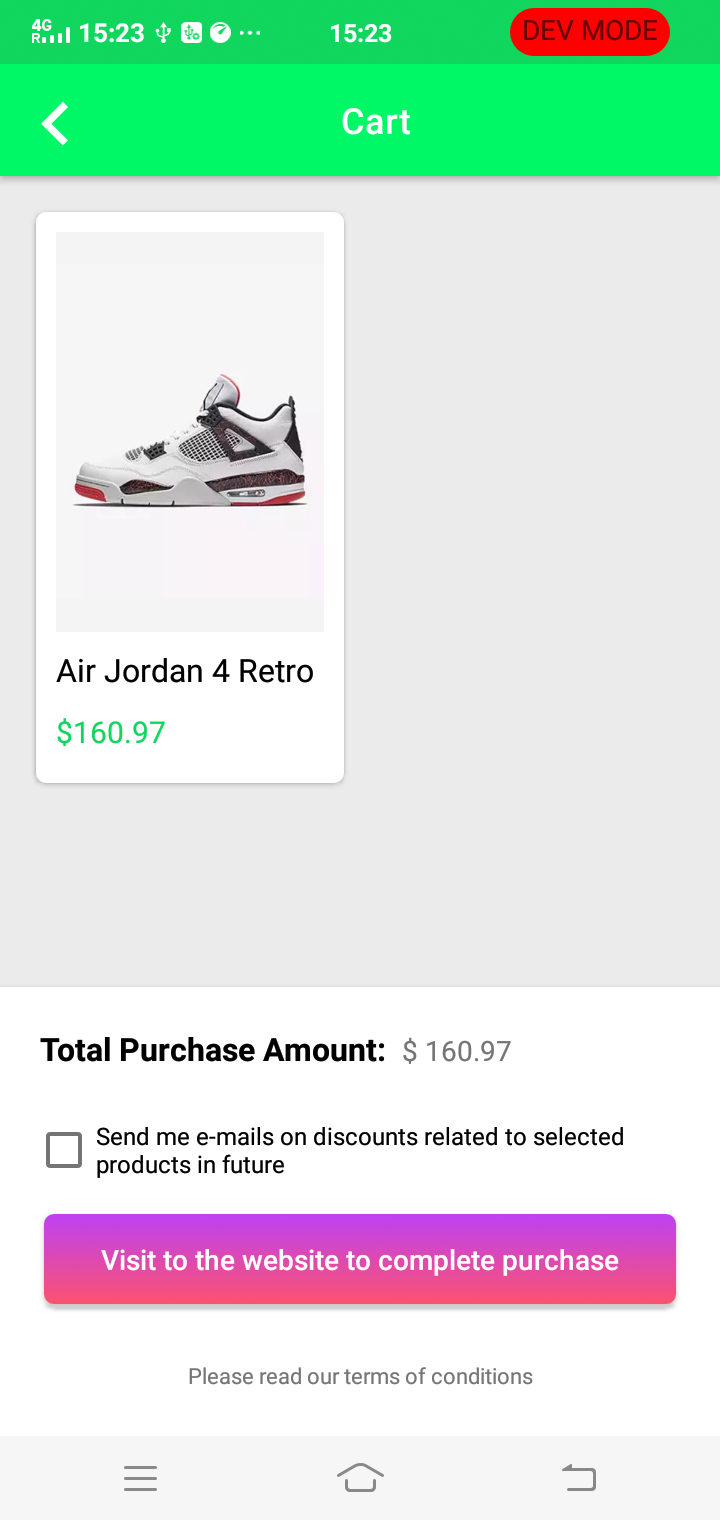 4G
R
15:23
15:23
DEV MODE
Cart
Air Jordan 4 Retro
$160.97
Total Purchase Amount: $ 160.97
Send me e-mails on discounts related to selected
products in future
Visit to the website to complete purchase
Please read our terms of conditions